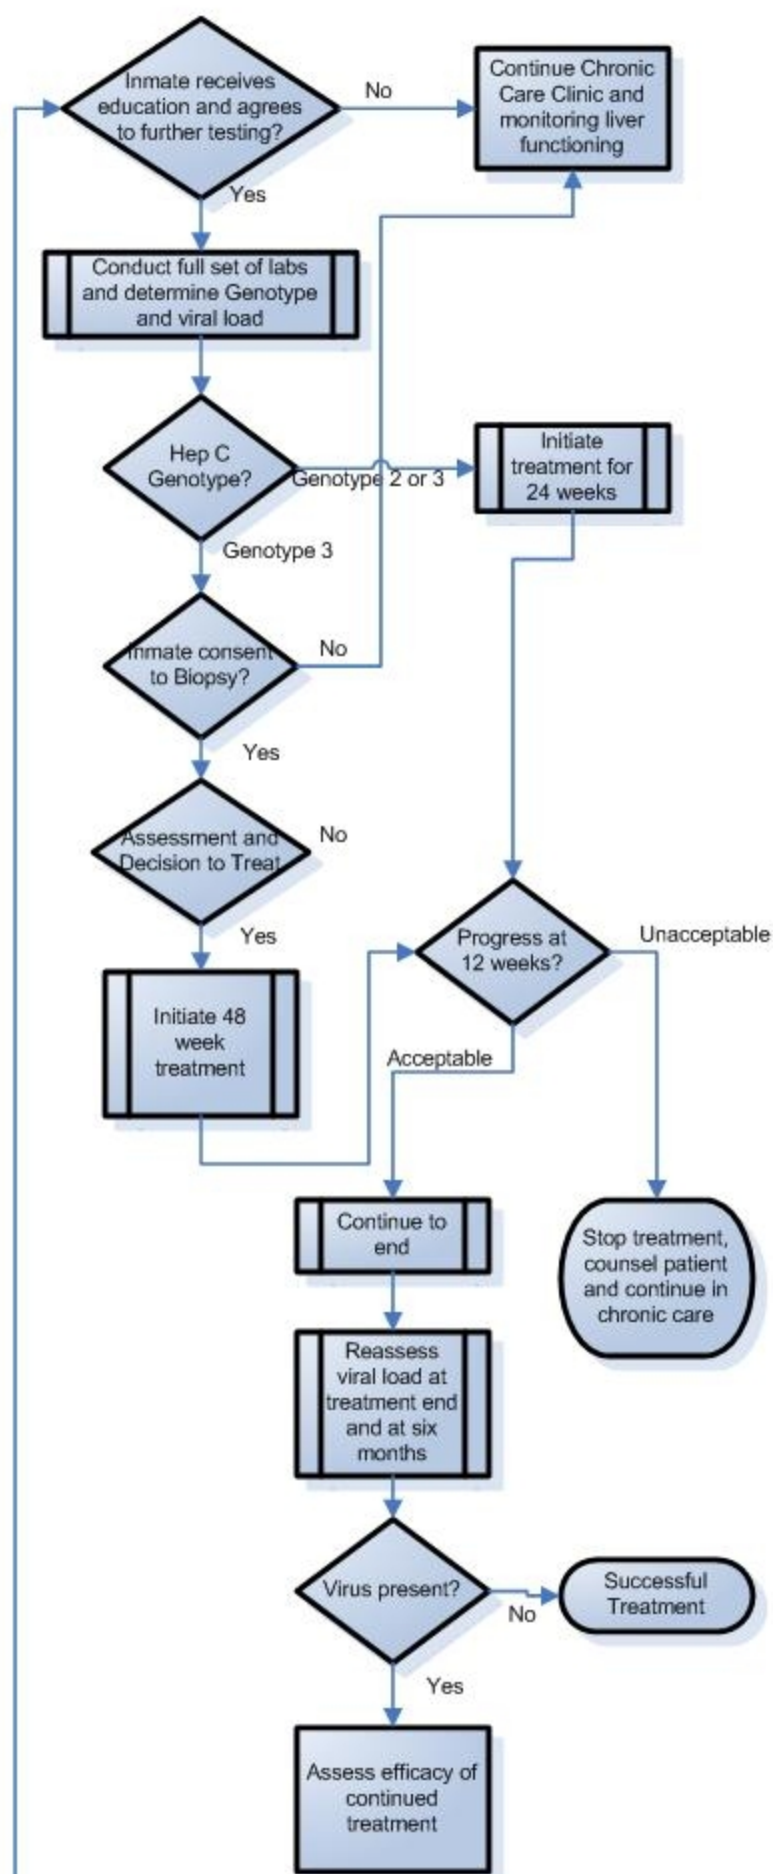 Inmate receives
education and agrees
to further testing?
No
Continue Chronic
Care Clinic and
monitoring liver
functioning
Yes
Conduct full set of labs
and determine Genotype
and viral load
Hep C
Genotype?
Genotype 2 or 3
Initiate
treatment for
24 weeks
Genotype 3
Inmate consent
to Biopsy?
No
Yes
Assessment and
Decision to Treat
No
Yes
Initiate 48
week
treatment
Progress at
12 weeks?
Unacceptable
Acceptable
Continue to
end
Stop treatment,
counsel patient
and continue in
chronic care
Reassess
viral load at
treatment end
and at six
months
Virus present?
No
Successful
Treatment
Yes
Assess efficacy of
continued
treatment